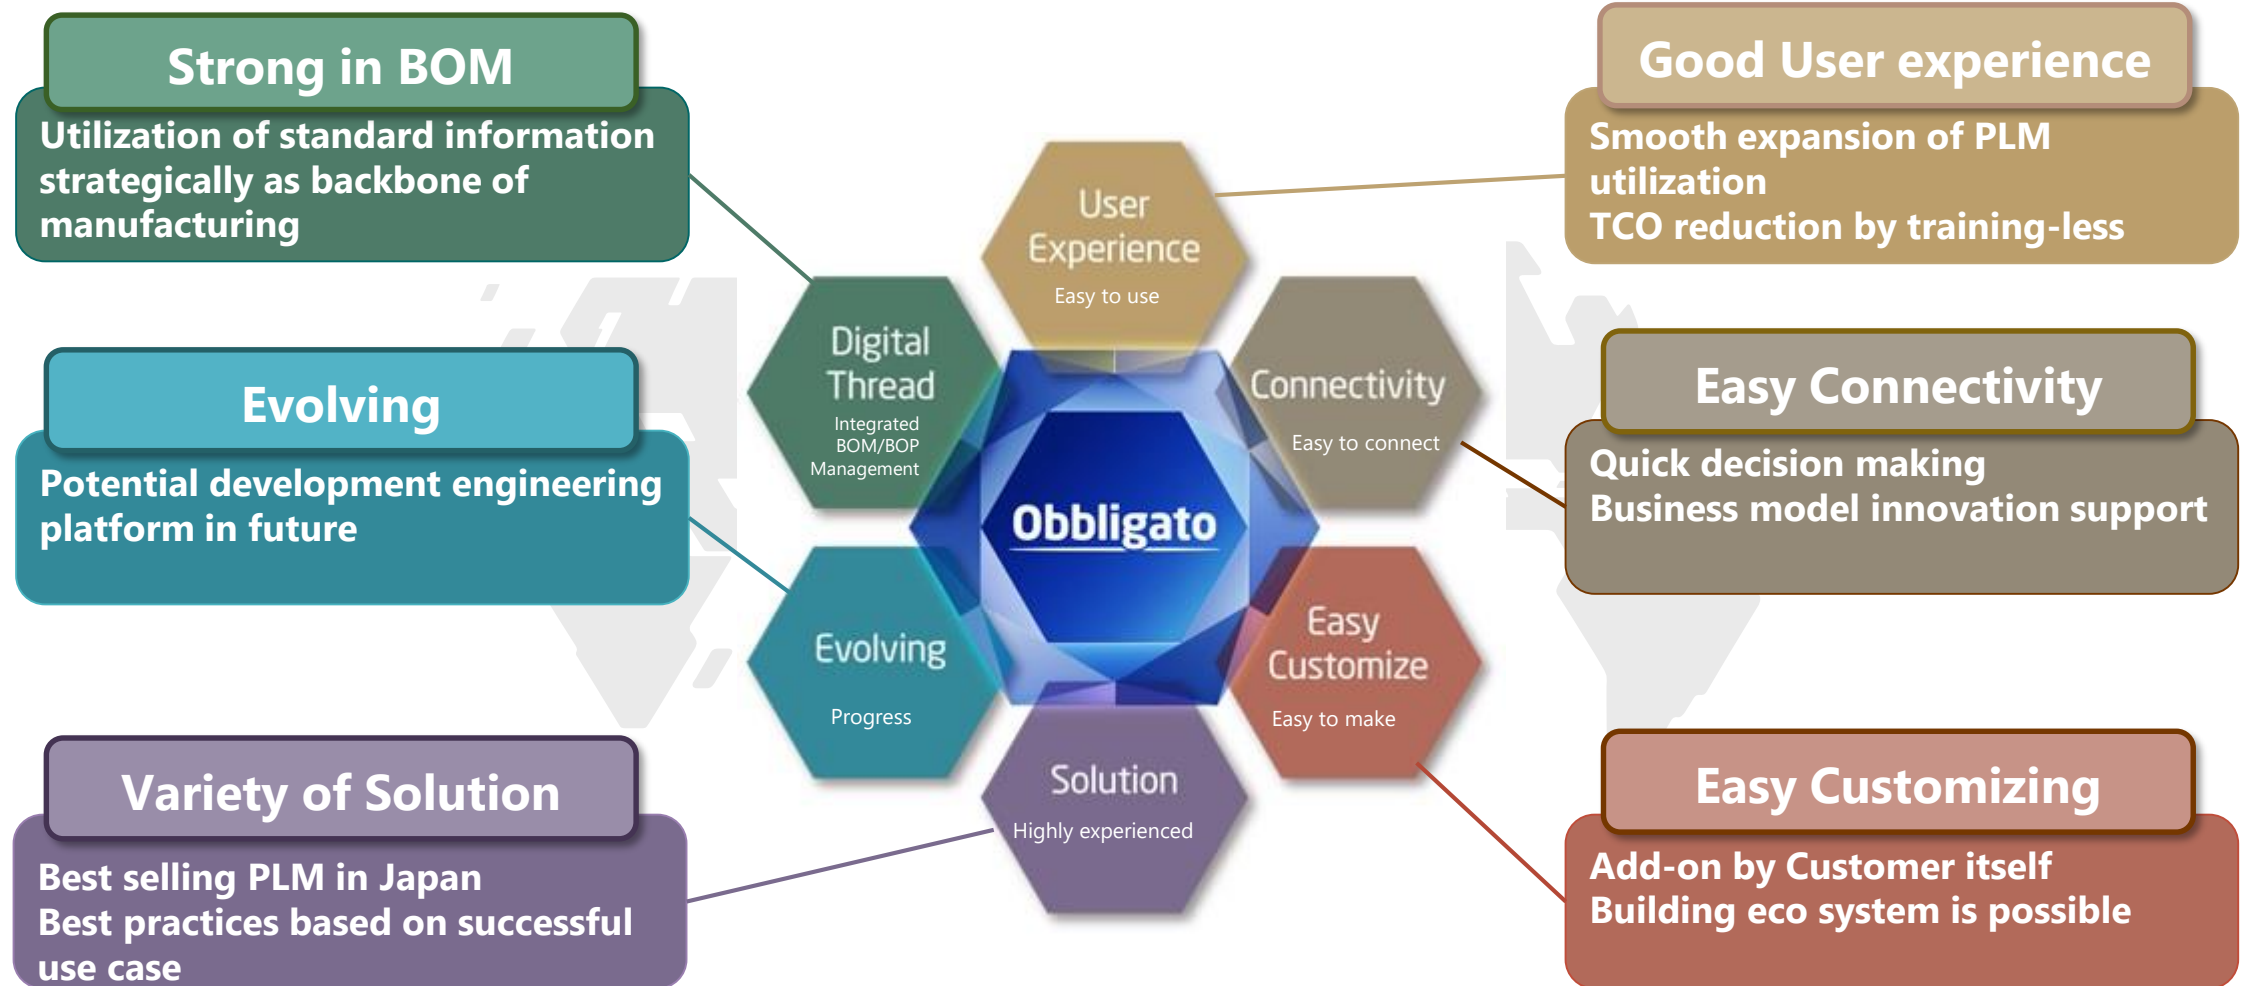 Strong in BOM
Utilization of standard information
strategically as backbone of
manufacturing
Evolving
Potential development engineering
platform in future
Variety of Solution
Best selling PLM in Japan
Best practices based on successful
use case
User
Experience
Easy to use
Digital
Thread
Integrated
BOM/BOP
Management
Connectivity
Easy to connect
Obbligato
Evolving
Progress
Easy
Customize
Easy to make
Solution
Highly experienced
Good User experience
Smooth expansion of PLM
utilization
TCO reduction by training-less
Easy Connectivity
Quick decision making
Business model innovation support
Easy Customizing
Add-on by Customer itself
Building eco system is possible